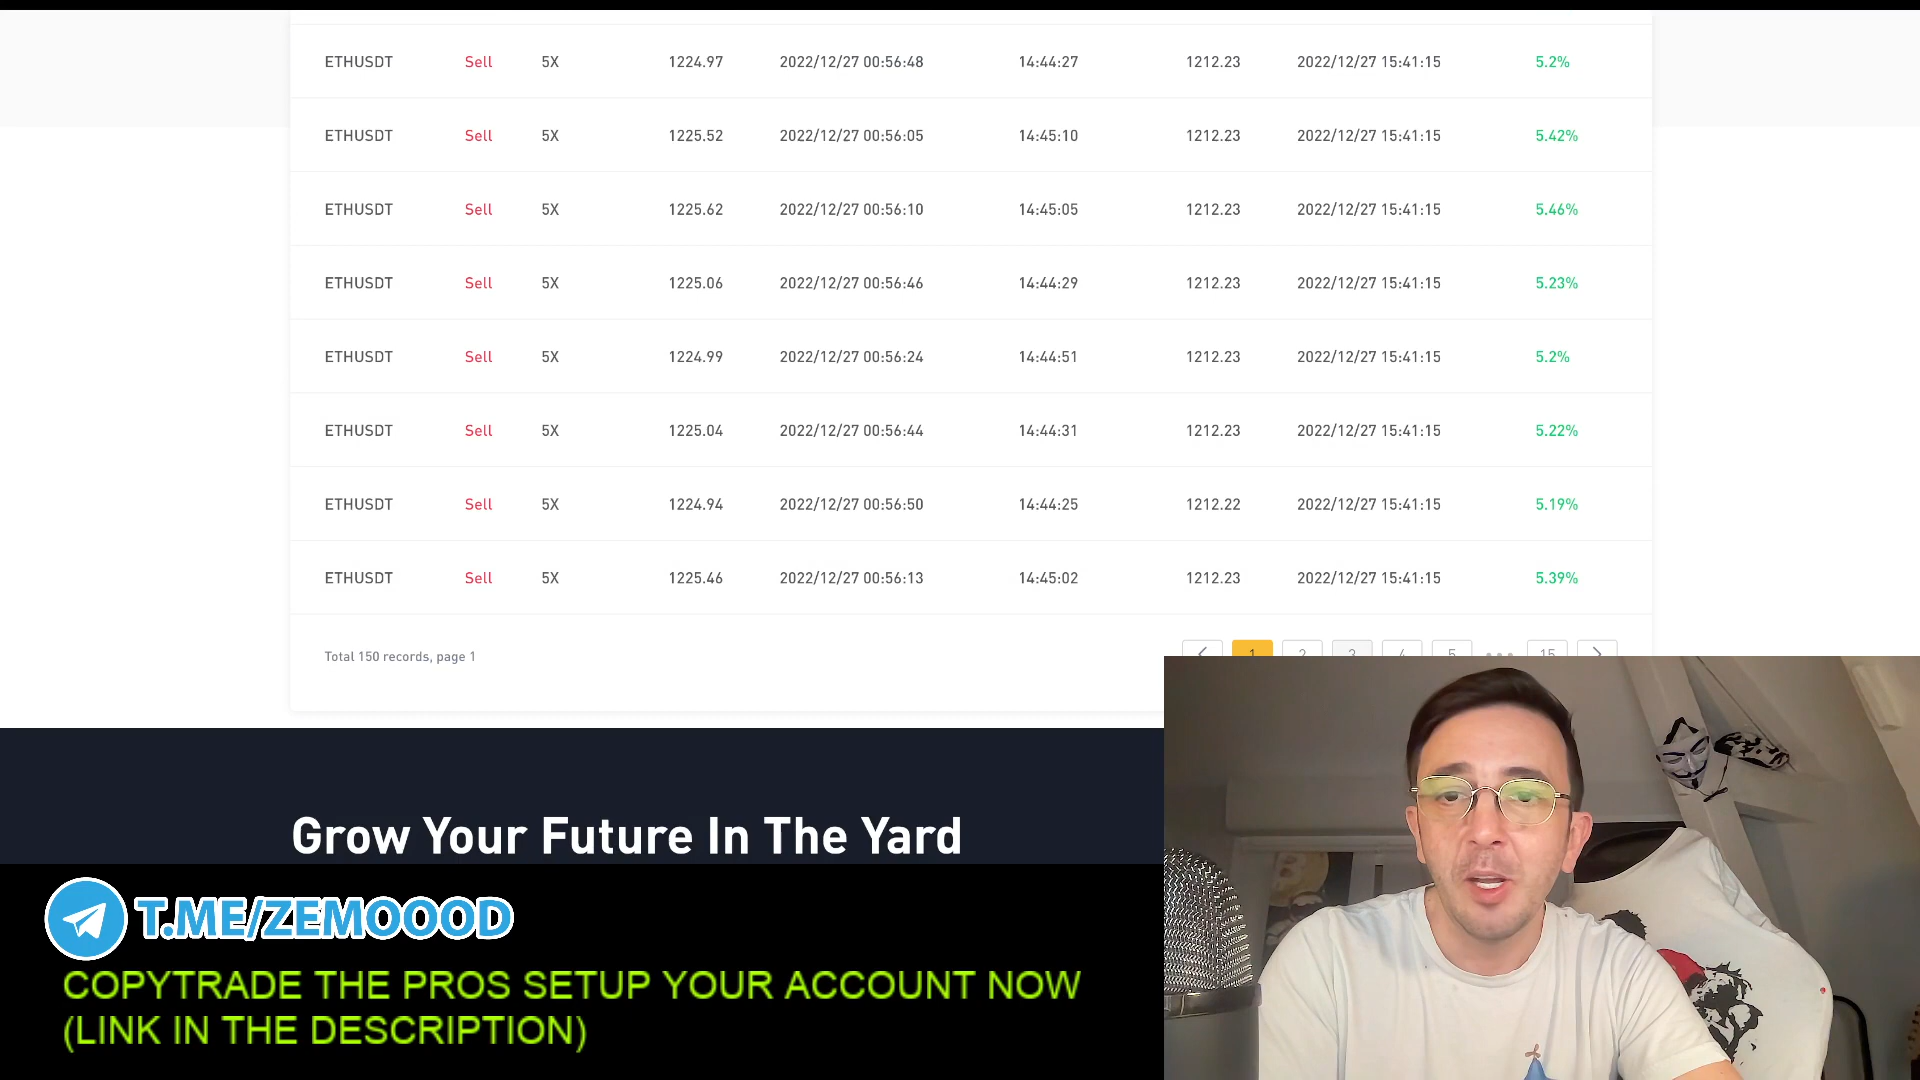 ETHUSDT Sell 5X 1224.97 2022/12/27 00:56:48 14:44:27 1212.23 2022/12/27 15:41:15 5.2%
ETHUSDT Sell 5X 1225.52 2022/12/27 00:56:05 14:45:10 1212.23 2022/12/27 15:41:15 5.42%
ETHUSDT Sell 5X 1225.62 2022/12/27 00:56:10 14:45:05 1212.23 2022/12/27 15:41:15 5.46%
ETHUSDT Sell 5X 1225.06 2022/12/27 00:56:46 14:44:29 1212.23 2022/12/27 15:41:15 5.23%
ETHUSDT Sell 5X 1224.99 2022/12/27 00:56:24 14:44:51 1212.23 2022/12/27 15:41:15 5.2%
ETHUSDT Sell 5X 1225.04 2022/12/27 00:56:44 14:44:31 1212.23 2022/12/27 15:41:15 5.22%
ETHUSDT Sell 5X 1224.94 2022/12/27 00:56:50 14:44:25 1212.22 2022/12/27 15:41:15 5.19%
ETHUSDT Sell 5X 1225.46 2022/12/27 00:56:13 14:45:02 1212.23 2022/12/27 15:41:15 5.39%
Total 150 records, page 1 < 1 2 3 4 5 ••• 15 >
Grow Your Future In The Yard
T.ME/ZEMOOOD
COPYTRADE THE PROS SETUP YOUR ACCOUNT NOW
(LINK IN THE DESCRIPTION)